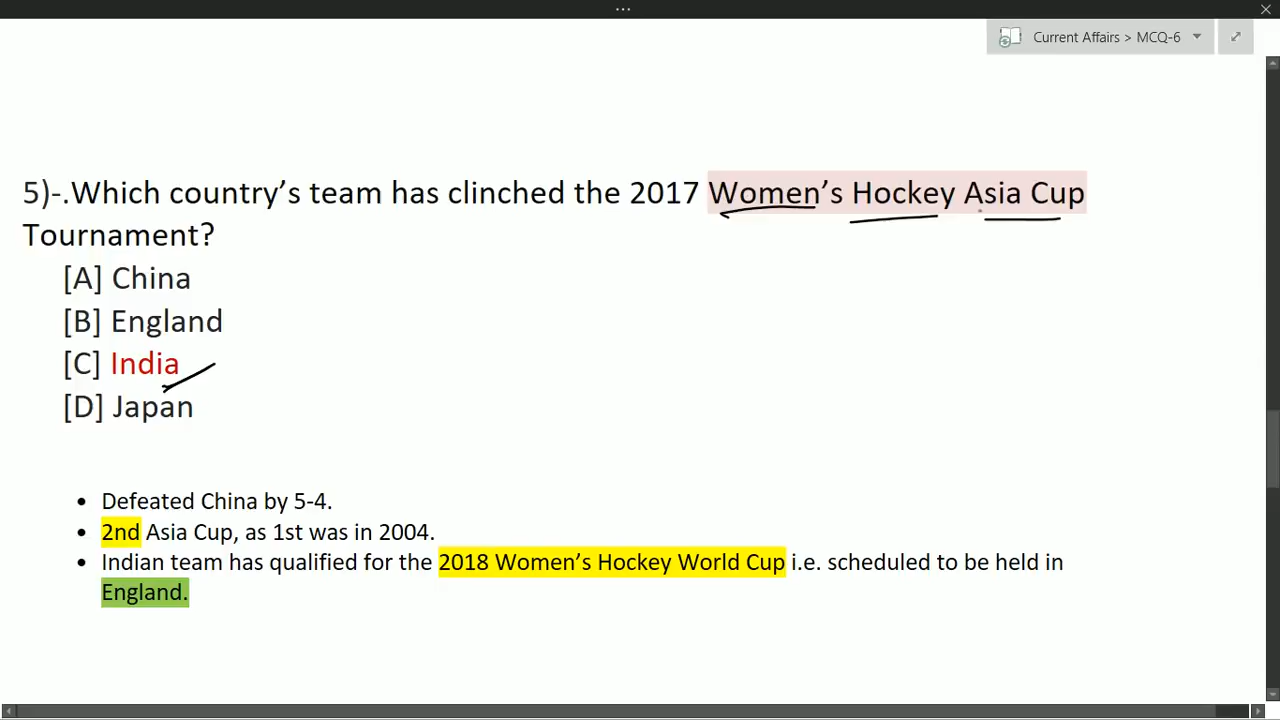 Current Affairs > MCQ-6
5)-.Which country’s team has clinched the 2017 Women’s Hockey Asia Cup
Tournament?
[A] China
[B] England
[C] India
[D] Japan
• Defeated China by 5-4.
• 2nd Asia Cup, as 1st was in 2004.
• Indian team has qualified for the 2018 Women’s Hockey World Cup i.e. scheduled to be held in
England.